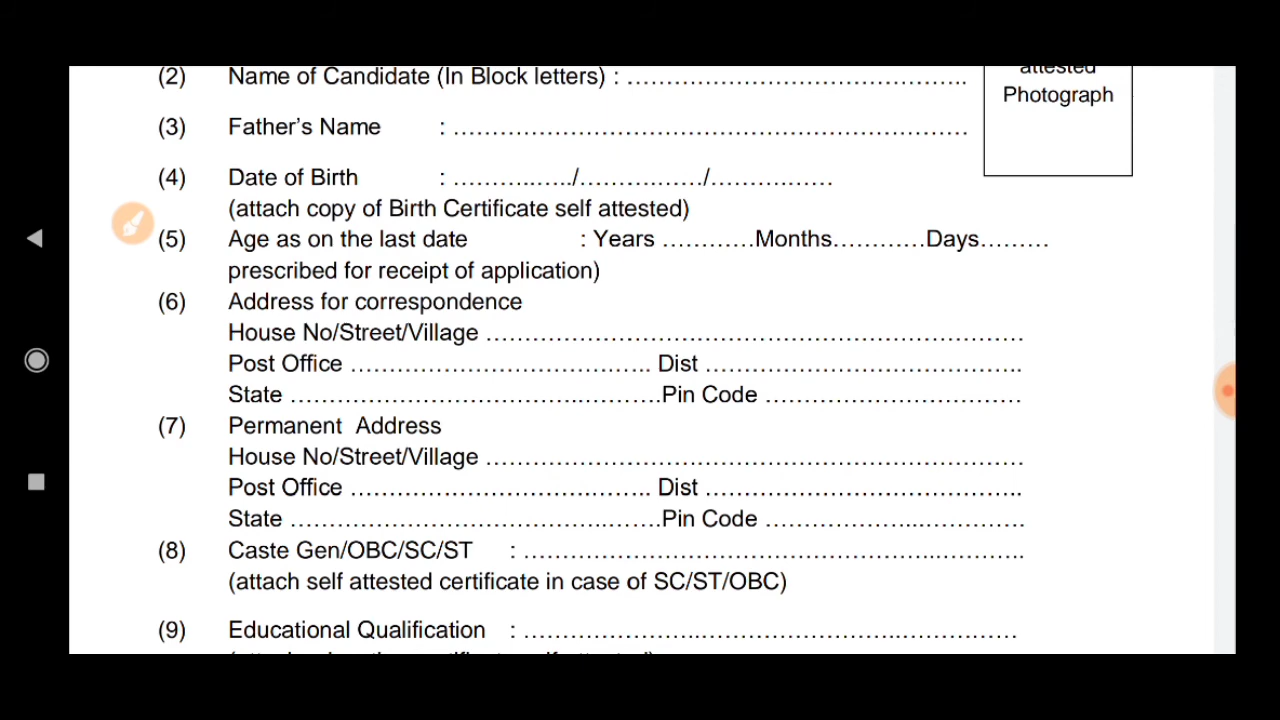 attested
(2) Name of Candidate (In Block letters) : ………………………………………..
Photograph
(3) Father's Name : …………………………………………………………
(4) Date of Birth : ………..…../……………/……………
(attach copy of Birth Certificate self attested)
(5) Age as on the last date : Years …………Months…………Days………
prescribed for receipt of application)
(6) Address for correspondence
House No/Street/Village ……………………………………………………………
Post Office ……………………………….. Dist ………………………………….
State ……………………………………….Pin Code ……………………………
(7) Permanent Address
House No/Street/Village ……………………………………………………………
Post Office ……………………………….. Dist ………………………………….
State ……………………………………….Pin Code ……………………………
(8) Caste Gen/OBC/SC/ST : ………………………………………………………
(attach self attested certificate in case of SC/ST/OBC)
(9) Educational Qualification : ………………………………………………………